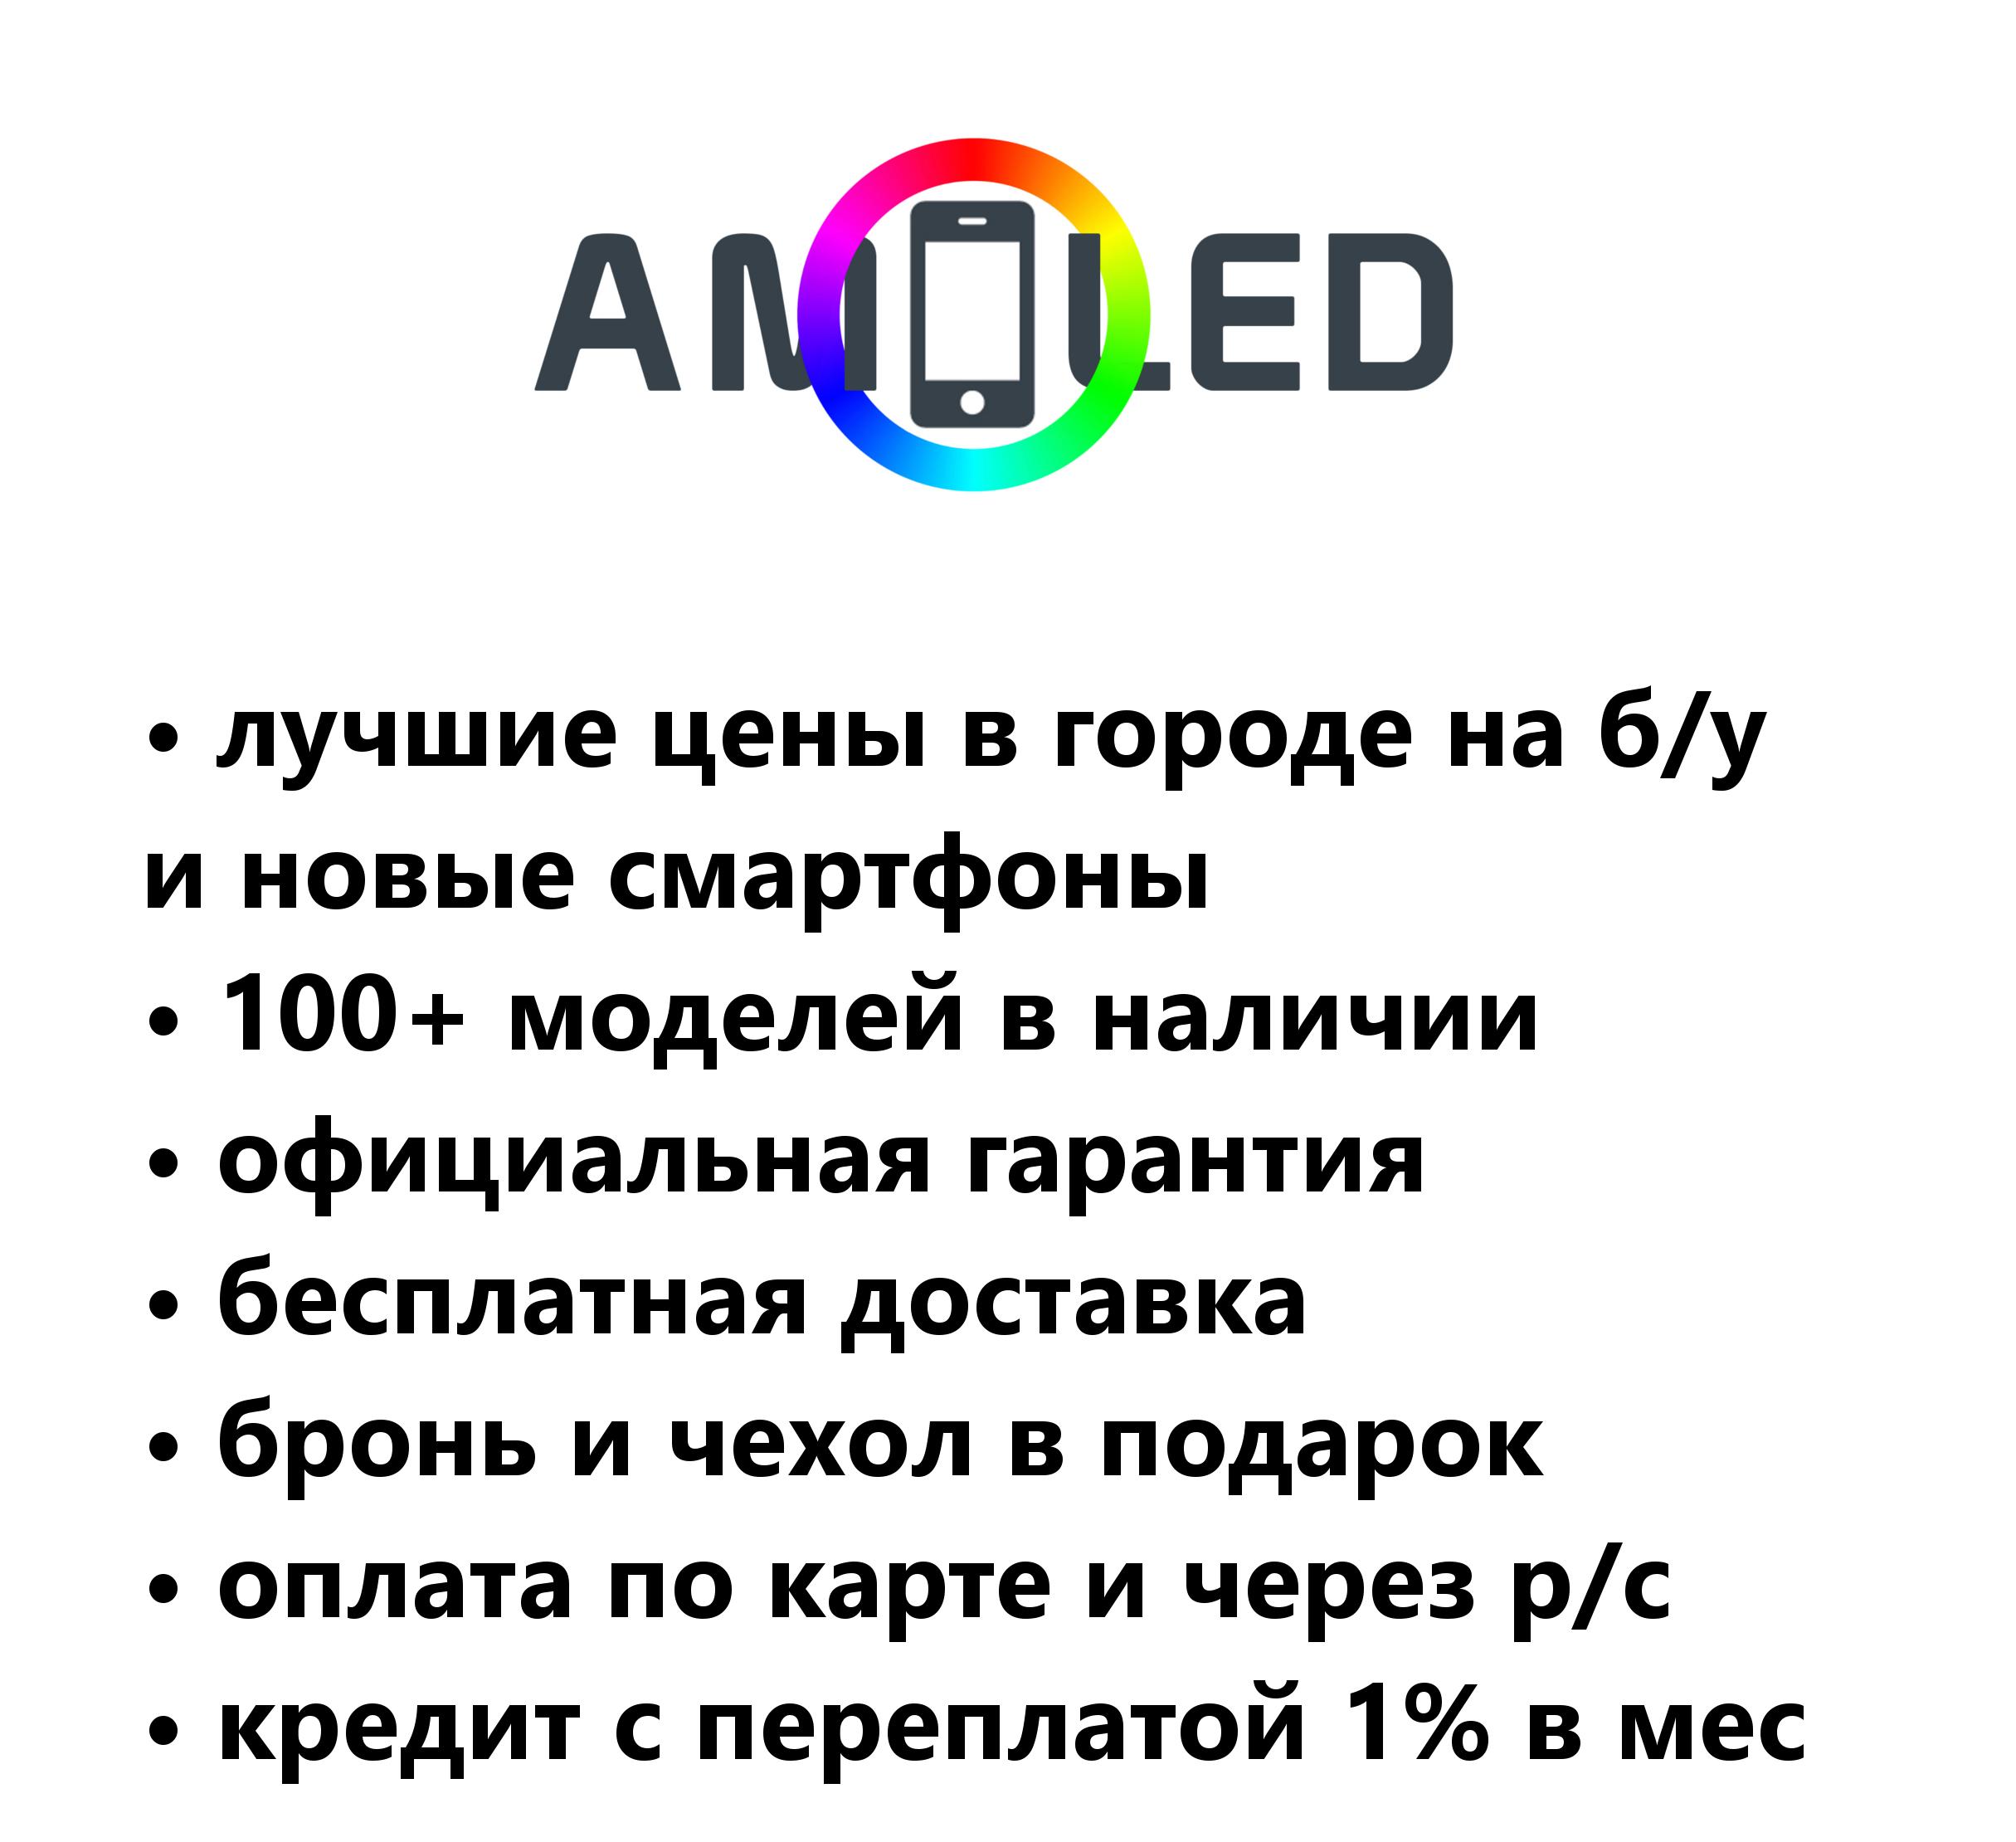 AMOLED
• лучшие цены в городе на б/у
и новые смартфоны
• 100+ моделей в наличии
• официальная гарантия
• бесплатная доставка
• бронь и чехол в подарок
• оплата по карте и через р/с
• кредит с переплатой 1% в мес